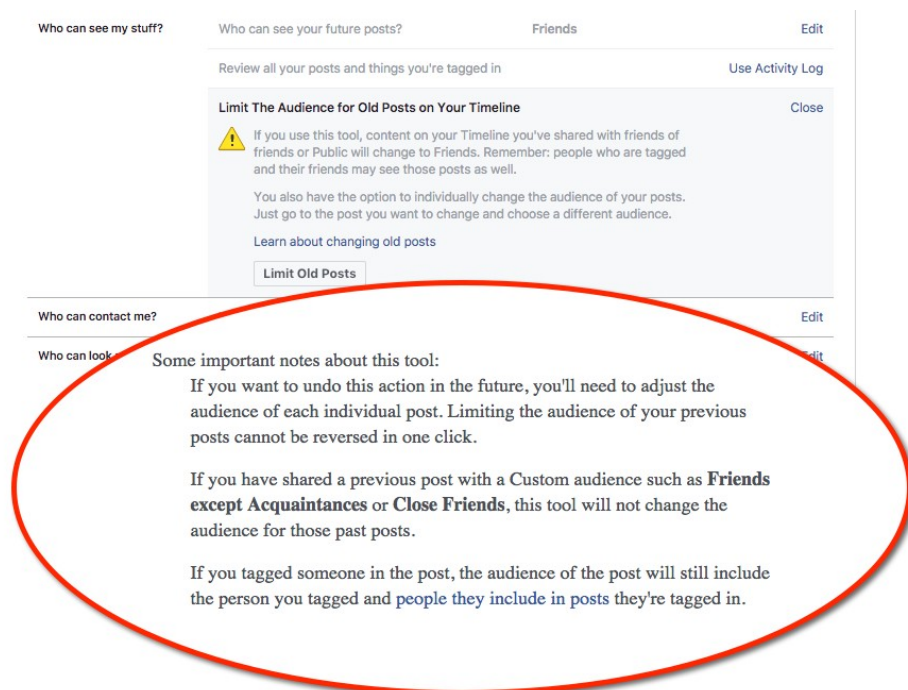 Who can see my stuff? Who can see your future posts? Friends Edit
Review all your posts and things you're tagged in Use Activity Log
Limit The Audience for Old Posts on Your Timeline Close
If you use this tool, content on your Timeline you've shared with friends of
friends or Public will change to Friends. Remember: people who are tagged
and their friends may see those posts as well.
You also have the option to individually change the audience of your posts.
Just go to the post you want to change and choose a different audience.
Learn about changing old posts
Limit Old Posts
Who can contact me? Edit
Who can look Edit
Some important notes about this tool:
If you want to undo this action in the future, you'll need to adjust the
audience of each individual post. Limiting the audience of your previous
posts cannot be reversed in one click.
If you have shared a previous post with a Custom audience such as Friends
except Acquaintances or Close Friends, this tool will not change the
audience for those past posts.
If you tagged someone in the post, the audience of the post will still include
the person you tagged and people they include in posts they're tagged in.